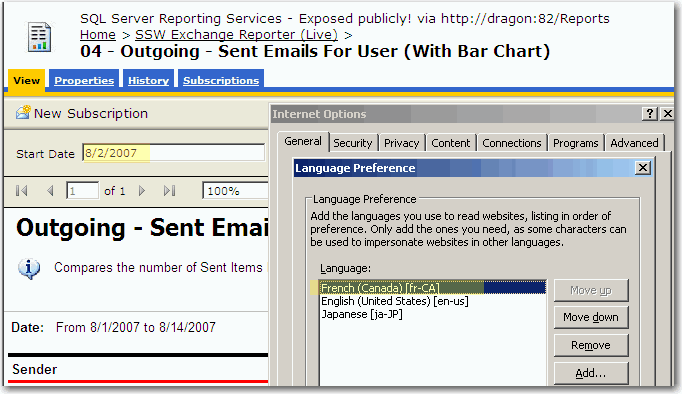 SQL Server Reporting Services - Exposed publicly! via http://dragon:82/Reports
Home > SSW Exchange Reporter (Live) >
04 - Outgoing - Sent Emails For User (With Bar Chart)
View Properties History Subscriptions
New Subscription
Start Date 8/2/2007
1 of 1 100%
Outgoing - Sent Emai
Compares the number of Sent Items
Date: From 8/1/2007 to 8/14/2007
Sender
Internet Options
General Security Privacy Content Connections Programs Advanced
Language Preference
Language Preference
Add the languages you use to read websites, listing in order of
preference. Only add the ones you need, as some characters can
be used to impersonate websites in other languages.
Language:
French (Canada) [fr-CA]
English (United States) [en-us]
Japanese [ja-JP]
Move up
Move down
Remove
Add...